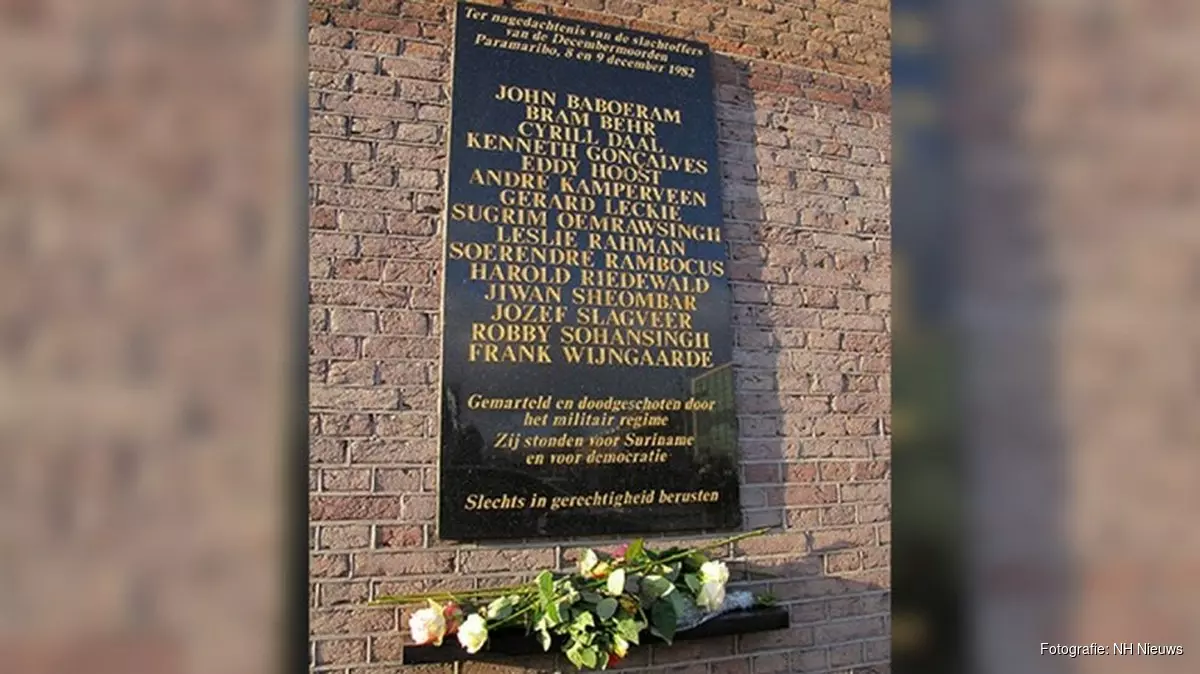 Ter nagedachtenis van de slachtoffers
van de Decembermoorden
Paramaribo, 8 en 9 december 1982
JOHN BABOERAM
BRAM BEHR
CYRILL DAAL
KENNETH GONÇALVES
EDDY HOOST
ANDRÉ KAMPERVEEN
GERARD LECKIE
SUGRIM OEMRAWSINGH
LESLIE RAHMAN
SOERENDRE RAMBOCUS
HAROLD RIEDEWALD
JIWAN SHEOMBAR
JOZEF SLAGVEER
ROBBY SOHANSINGH
FRANK WIJNGAARDE
Gemarteld en doodgeschoten door
het militair regime
Zij stonden voor Suriname
en voor democratie
Slechts in gerechtigheid berusten
Fotografie: NH Nieuws